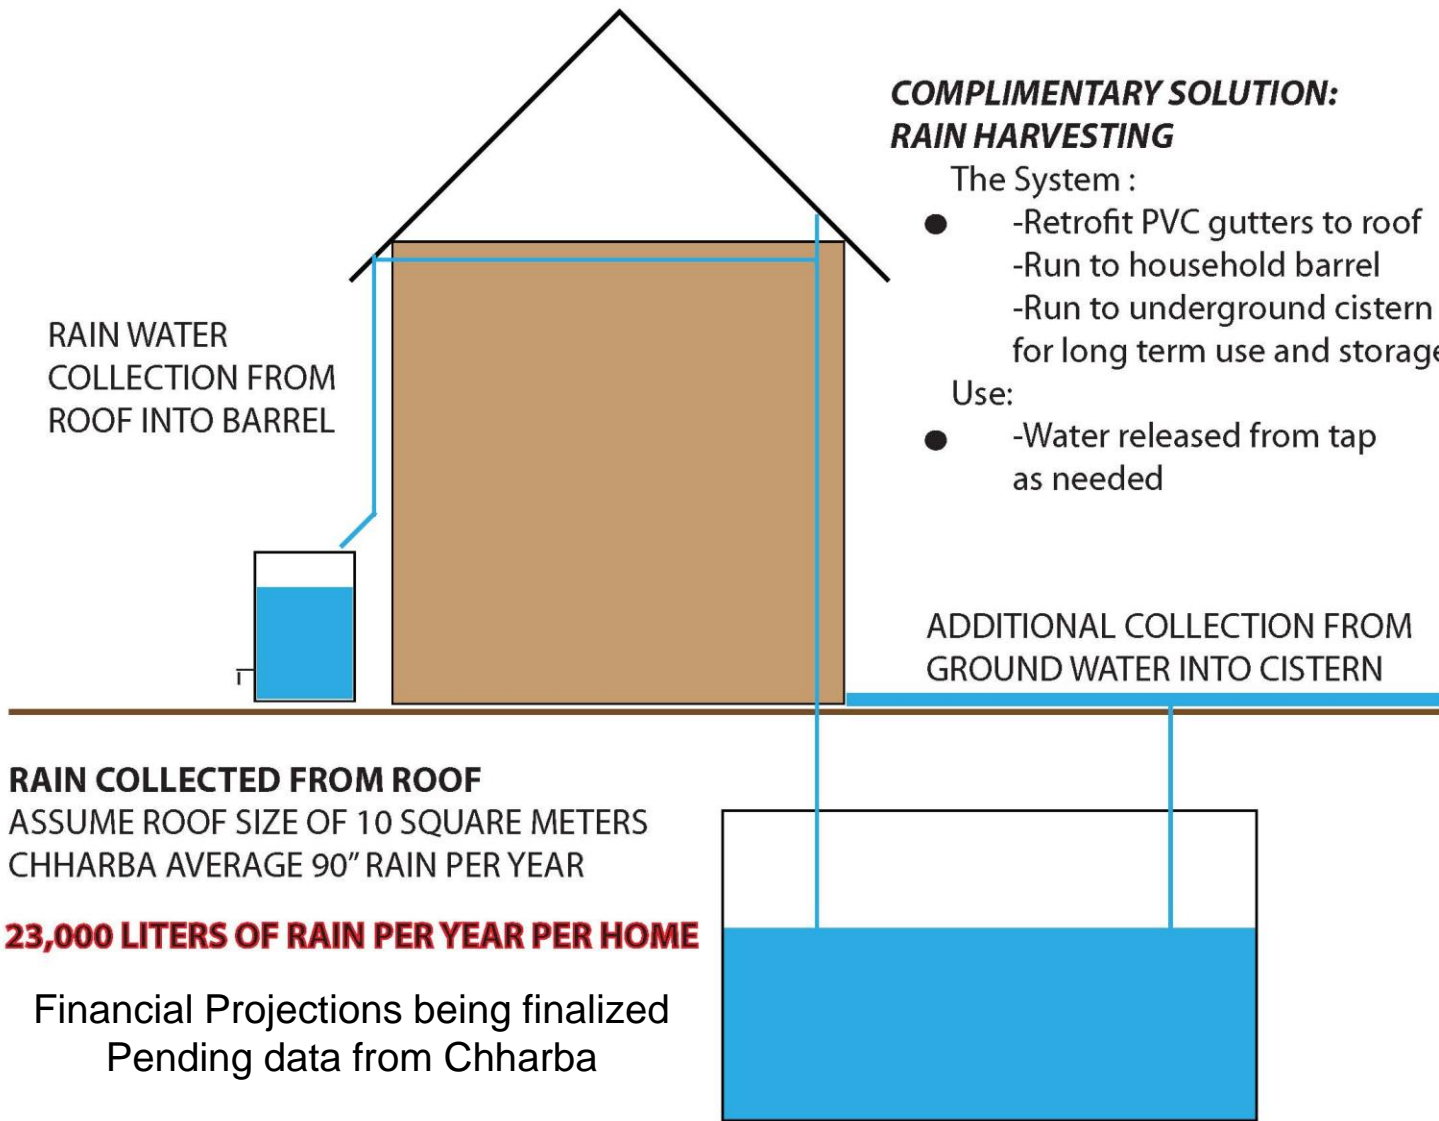 COMPLIMENTARY SOLUTION:
RAIN HARVESTING
The System :
● -Retrofit PVC gutters to roof
-Run to household barrel
-Run to underground cistern
for long term use and storage
Use:
● -Water released from tap
as needed
RAIN WATER
COLLECTION FROM
ROOF INTO BARREL
ADDITIONAL COLLECTION FROM
GROUND WATER INTO CISTERN
RAIN COLLECTED FROM ROOF
ASSUME ROOF SIZE OF 10 SQUARE METERS
CHHARBA AVERAGE 90” RAIN PER YEAR
23,000 LITERS OF RAIN PER YEAR PER HOME
Financial Projections being finalized
Pending data from Chharba